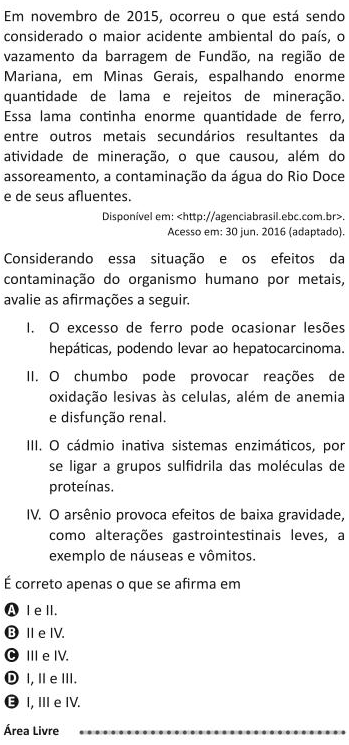 Em novembro de 2015, ocorreu o que está sendo
considerado o maior acidente ambiental do país, o
vazamento da barragem de Fundão, na região de
Mariana, em Minas Gerais, espalhando enorme
quantidade de lama e rejeitos de mineração.
Essa lama continha enorme quantidade de ferro,
entre outros metais secundários resultantes da
atividade de mineração, o que causou, além do
assoreamento, a contaminação da água do Rio Doce
e de seus afluentes.
Disponível em: <http://agenciabrasil.ebc.com.br>.
Acesso em: 30 jun. 2016 (adaptado).
Considerando essa situação e os efeitos da
contaminação do organismo humano por metais,
avalie as afirmações a seguir.
I. O excesso de ferro pode ocasionar lesões
hepáticas, podendo levar ao hepatocarcinoma.
II. O chumbo pode provocar reações de
oxidação lesivas às celulas, além de anemia
e disfunção renal.
III. O cádmio inativa sistemas enzimáticos, por
se ligar a grupos sulfidrila das moléculas de
proteínas.
IV. O arsênio provoca efeitos de baixa gravidade,
como alterações gastrointestinais leves, a
exemplo de náuseas e vômitos.
É correto apenas o que se afirma em
A I e II.
B II e IV.
C III e IV.
D I, II e III.
E I, III e IV.
Área Livre